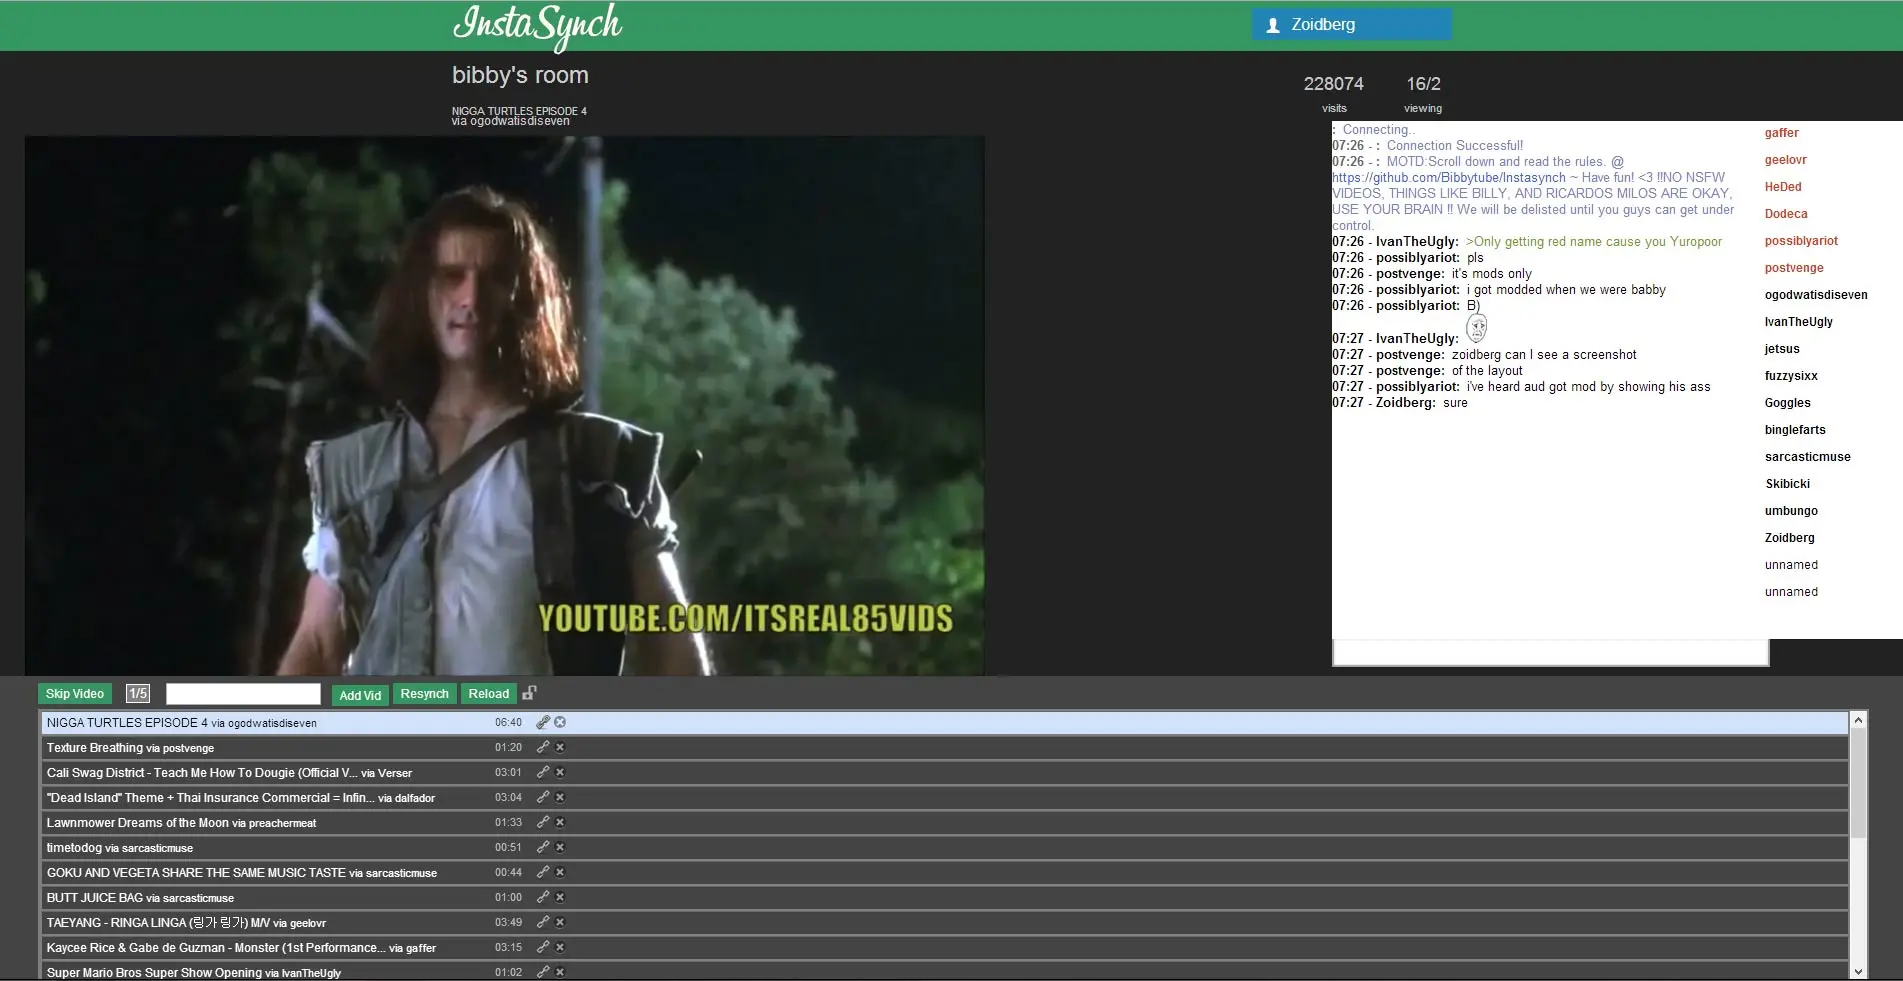 InstaSynch
Zoidberg
bibby's room
228074
16/2
visits
viewing
NIGGA TURTLES EPISODE 4
via ogodwatisdiseven
: Connecting..
07:26 - : Connection Successful!
07:26 - : MOTD:Scroll down and read the rules. @
https://github.com/Bibbytube/Instasynch ~ Have fun! <3 !!NO NSFW
VIDEOS, THINGS LIKE BILLY, AND RICARDOS MILOS ARE OKAY,
USE YOUR BRAIN !! We will be delisted until you guys can get under
control.
07:26 - IvanTheUgly: >Only getting red name cause you Yuropoor
07:26 - possiblyariot: pls
07:26 - postvenge: it's mods only
07:26 - possiblyariot: i got modded when we were babby
07:26 - possiblyariot: B)
07:27 - IvanTheUgly:
07:27 - postvenge: zoidberg can I see a screenshot
07:27 - postvenge: of the layout
07:27 - possiblyariot: i've heard aud got mod by showing his ass
07:27 - Zoidberg: sure
gaffer
geelovr
HeDed
Dodeca
possiblyariot
postvenge
ogodwatisdiseven
IvanTheUgly
jetsus
fuzzysixx
Goggles
binglefarts
sarcasticmuse
Skibicki
umbungo
Zoidberg
unnamed
unnamed
YOUTUBE.COM/ITSREAL85VIDS
Skip Video 1/5 Add Vid Resynch Reload
NIGGA TURTLES EPISODE 4 via ogodwatisdiseven 06:40
Texture Breathing via postvenge 01:20
Cali Swag District - Teach Me How To Dougie (Official V... via Verser 03:01
"Dead Island" Theme + Thai Insurance Commercial = Infin... via dalfador 03:04
Lawnmower Dreams of the Moon via preachermeat 01:33
timetodog via sarcasticmuse 00:51
GOKU AND VEGETA SHARE THE SAME MUSIC TASTE via sarcasticmuse 00:44
BUTT JUICE BAG via sarcasticmuse 01:00
TAEYANG - RINGA LINGA (링가 링가) M/V via geelovr 03:49
Kaycee Rice & Gabe de Guzman - Monster (1st Performance... via gaffer 03:15
Super Mario Bros Super Show Opening via IvanTheUgly 01:02